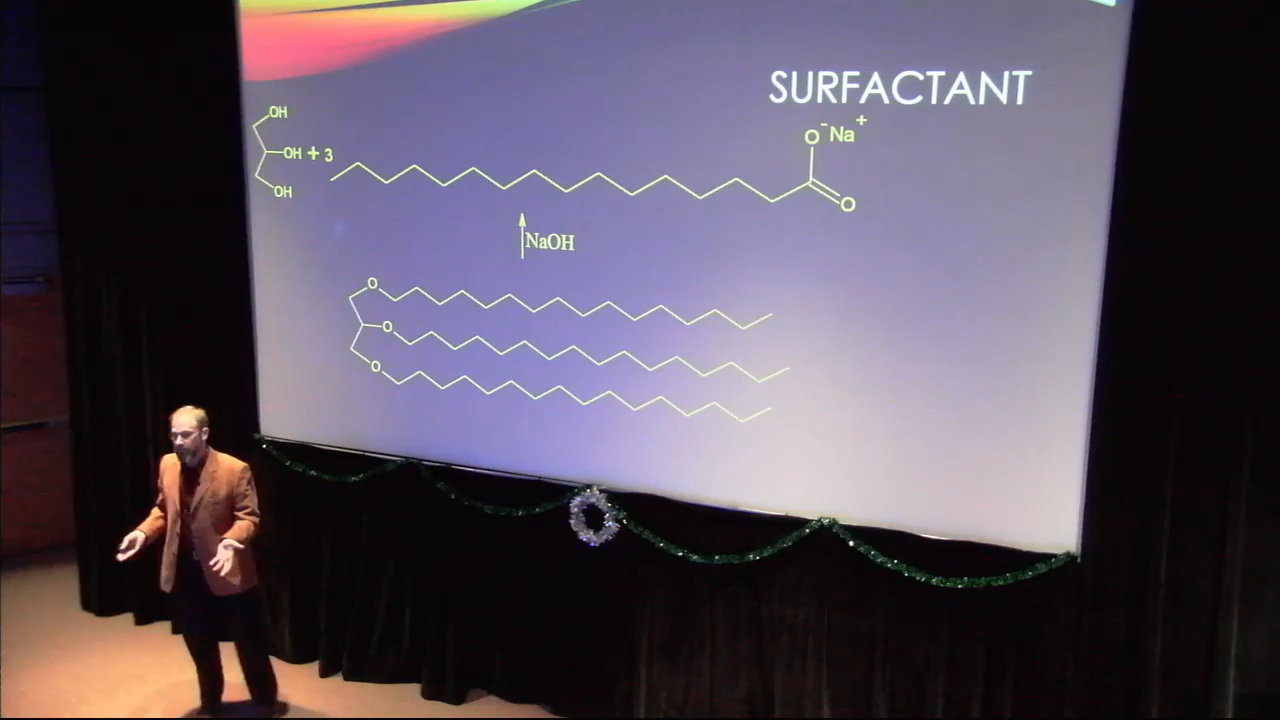 SURFACTANT
OH
OH + 3
OH
O⁻Na⁺
O
NaOH
O
O
O